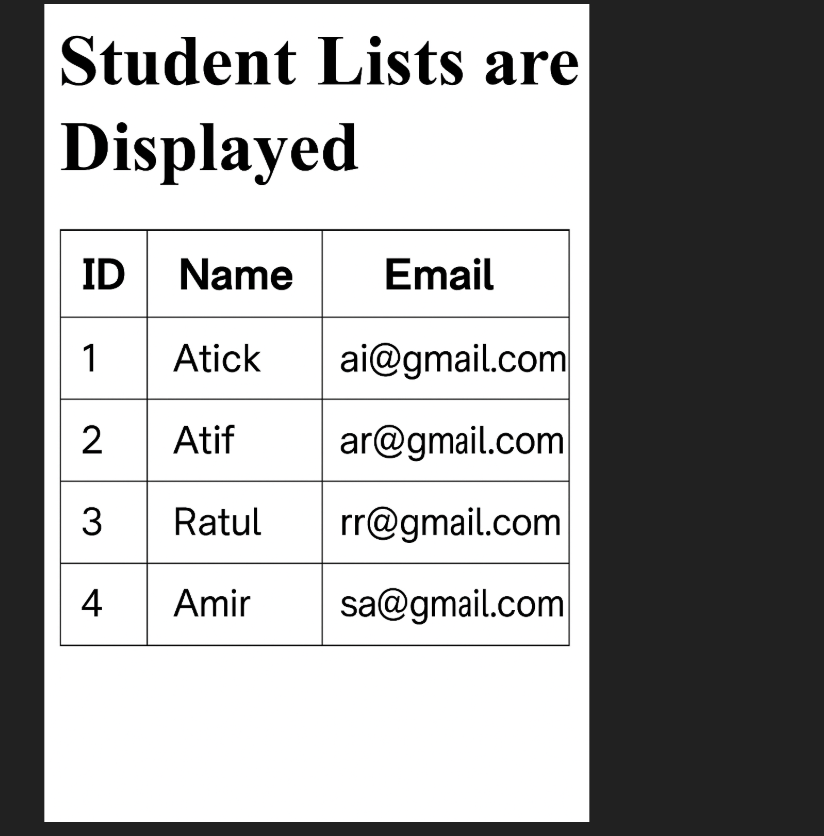 Student Lists are
Displayed
ID Name Email
1 Atick ai@gmail.com
2 Atif ar@gmail.com
3 Ratul rr@gmail.com
4 Amir sa@gmail.com